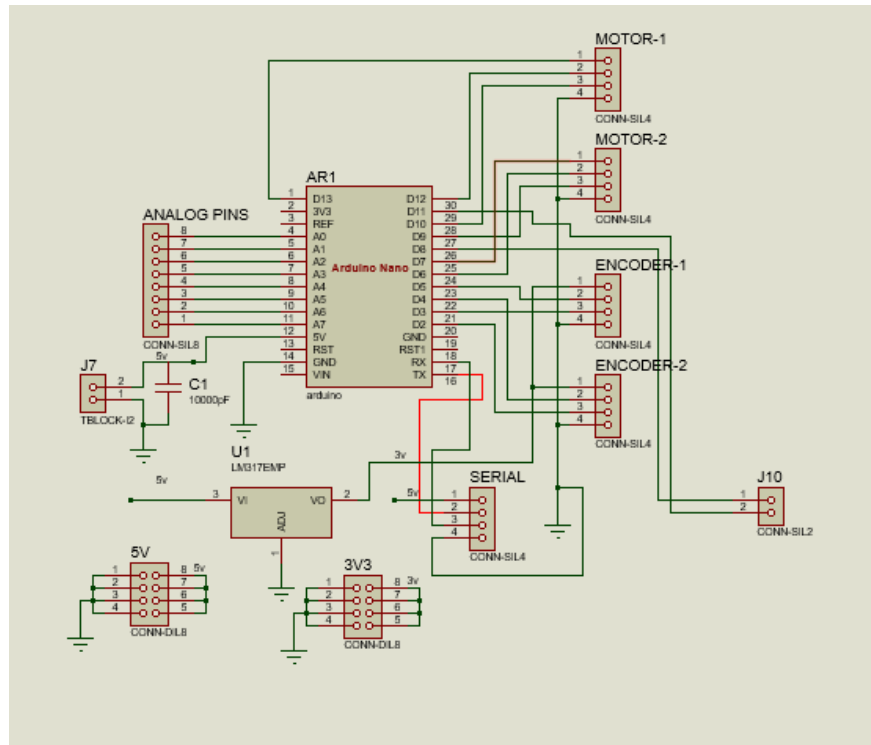 MOTOR-1
1
2
3
4
CONN-SIL4
MOTOR-2
1
2
3
4
CONN-SIL4
AR1
1 D13 D12 30
2 3V3 D11 29
3 REF D10 28
4 A0 D9 27
5 A1 D8 26
6 A2 D7 25
7 A3 D6 24
8 A4 D5 23
9 A5 D4 22
10 A6 D3 21
11 A7 D2 20
12 5V GND 19
13 RST RST1 18
14 GND RX 17
15 VIN TX 16
Arduino Nano
arduino
ANALOG PINS
8
7
6
5
4
3
2
1
CONN-SIL8
ENCODER-1
1
2
3
4
CONN-SIL4
ENCODER-2
1
2
3
4
CONN-SIL4
5v
J7
2
1
TBLOCK-I2
C1
10000pF
U1
LM317EMP
5v
3 VI VO 2
ADJ
1
3v
SERIAL
5v
1
2
3
4
CONN-SIL4
J10
1
2
CONN-SIL2
5V
1 8 5v
2 7
3 6
4 5
CONN-DIL8
3V3
1 8 3v
2 7
3 6
4 5
CONN-DIL8